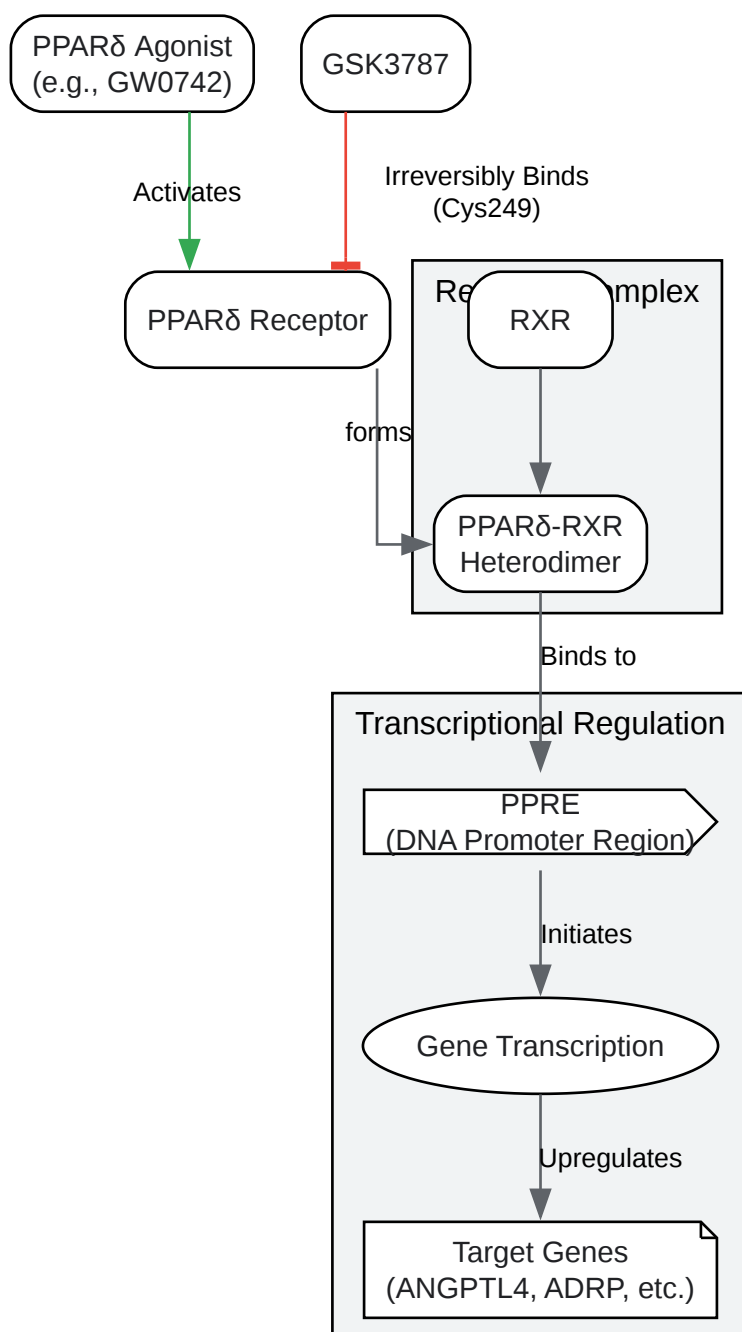 PPARδ Agonist
(e.g., GW0742)
GSK3787
Activates
Irreversibly Binds
(Cys249)
PPARδ Receptor
RXR
forms
PPARδ-RXR
Heterodimer
Binds to
Transcriptional Regulation
PPRE
(DNA Promoter Region)
Initiates
Gene Transcription
Upregulates
Target Genes
(ANGPTL4, ADRP, etc.)